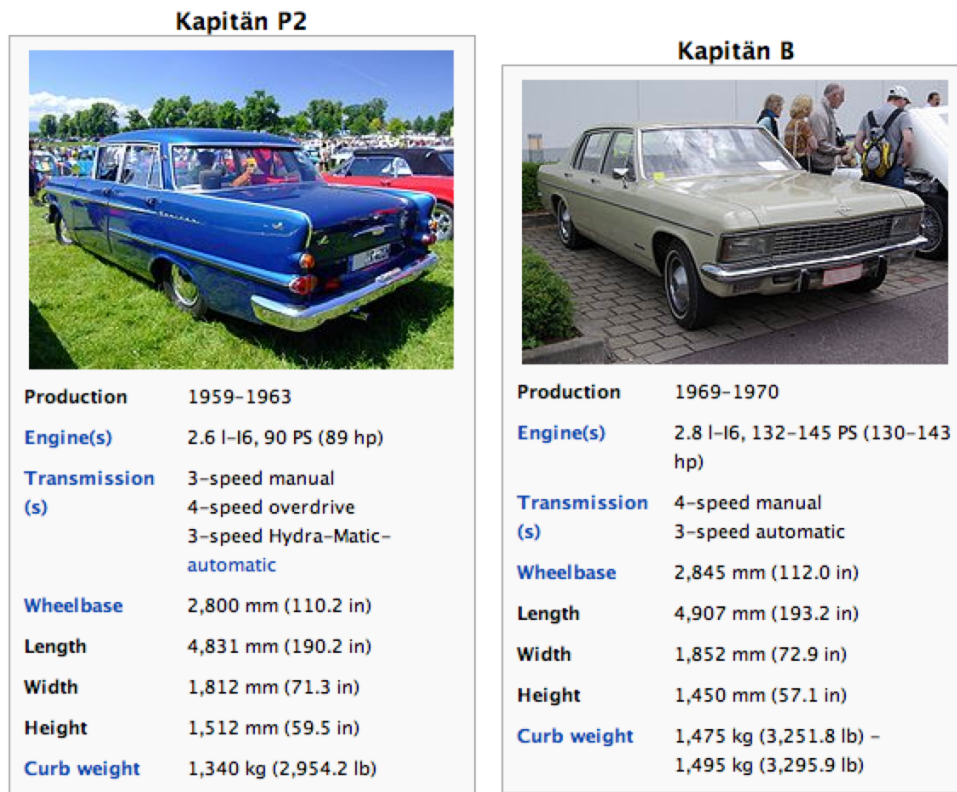 Kapitän P2
Production 1959–1963
Engine(s) 2.6 l–I6, 90 PS (89 hp)
Transmission 3–speed manual
(s) 4–speed overdrive
3–speed Hydra–Matic–
automatic
Wheelbase 2,800 mm (110.2 in)
Length 4,831 mm (190.2 in)
Width 1,812 mm (71.3 in)
Height 1,512 mm (59.5 in)
Curb weight 1,340 kg (2,954.2 lb)
Kapitän B
Production 1969–1970
Engine(s) 2.8 l–I6, 132–145 PS (130–143
hp)
Transmission 4–speed manual
(s) 3–speed automatic
Wheelbase 2,845 mm (112.0 in)
Length 4,907 mm (193.2 in)
Width 1,852 mm (72.9 in)
Height 1,450 mm (57.1 in)
Curb weight 1,475 kg (3,251.8 lb) –
1,495 kg (3,295.9 lb)